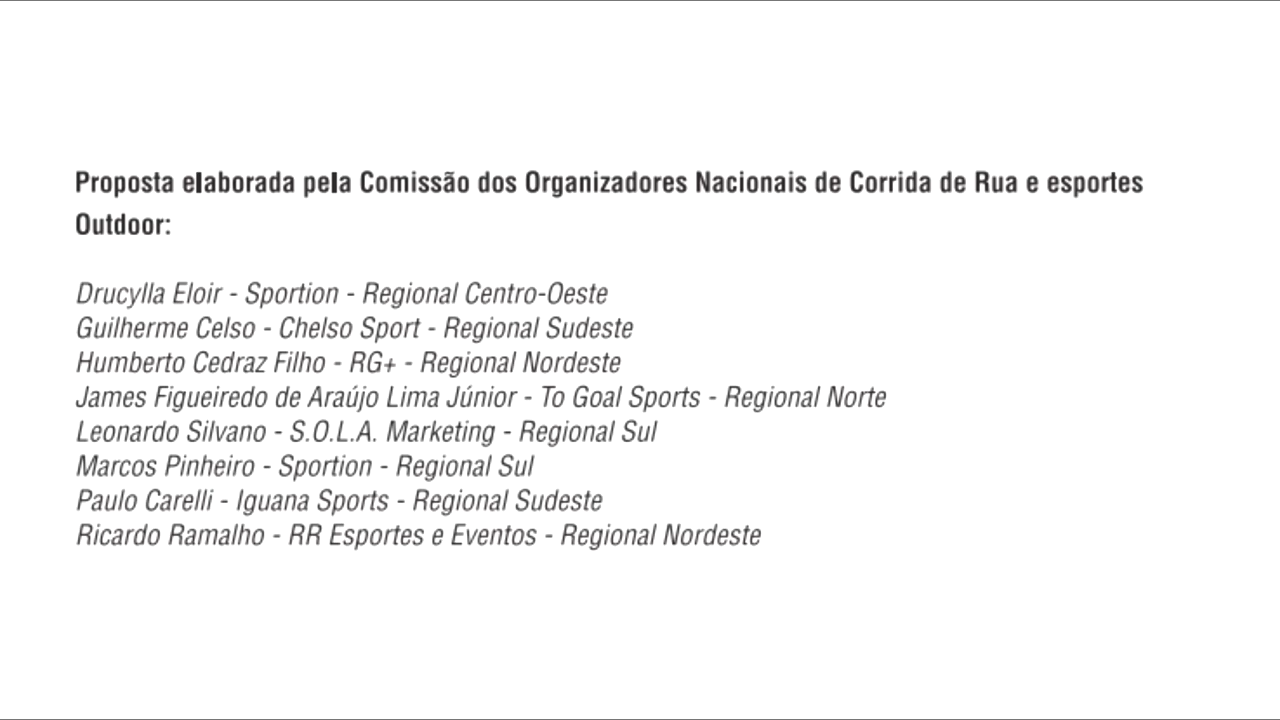 Proposta elaborada pela Comissão dos Organizadores Nacionais de Corrida de Rua e esportes
Outdoor:
Drucylla Eloir - Sportion - Regional Centro-Oeste
Guilherme Celso - Chelso Sport - Regional Sudeste
Humberto Cedraz Filho - RG+ - Regional Nordeste
James Figueiredo de Araújo Lima Júnior - To Goal Sports - Regional Norte
Leonardo Silvano - S.O.L.A. Marketing - Regional Sul
Marcos Pinheiro - Sportion - Regional Sul
Paulo Carelli - Iguana Sports - Regional Sudeste
Ricardo Ramalho - RR Esportes e Eventos - Regional Nordeste